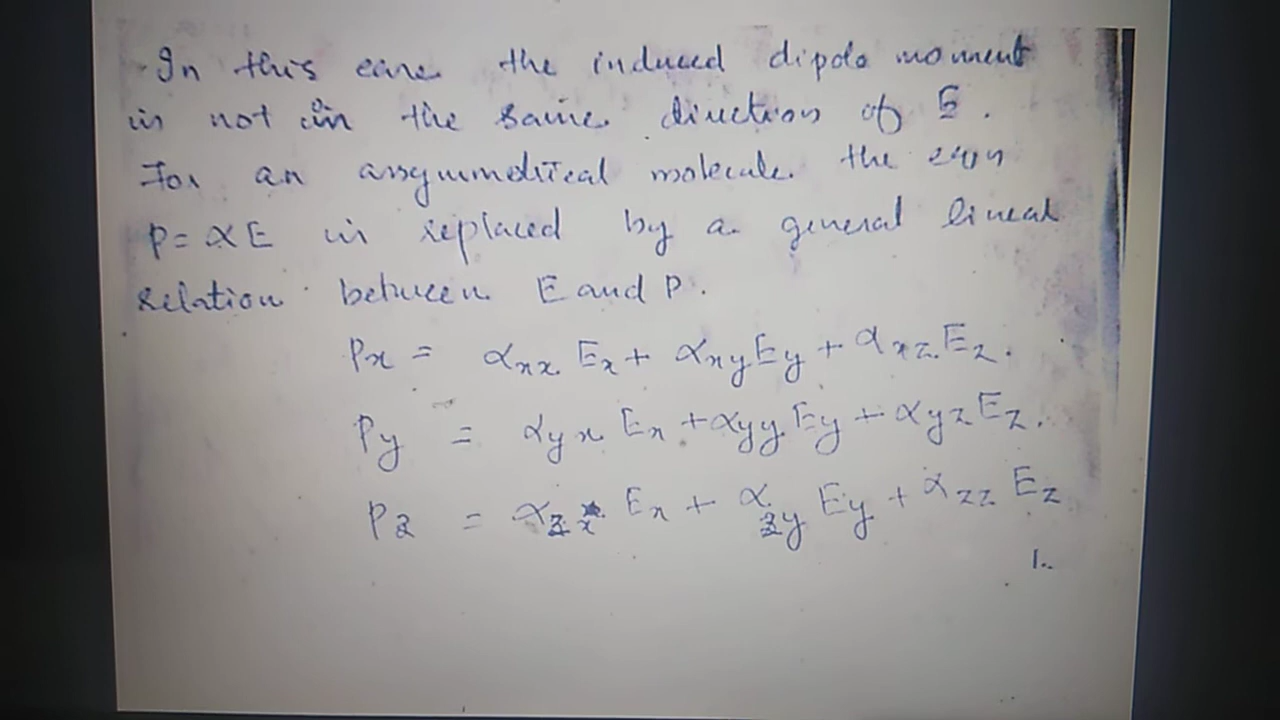 In this case the induced dipole moment
is not in the same direction of E.
For an assymmetrical molecule the eqn
P = αE is replaced by a general linear
relation between E and P.
Px = αxx Ex + αxy Ey + αxz Ez.
Py = αyx Ex + αyy Ey + αyz Ez.
Pz = αzx Ex + αzy Ey + αzz Ez
1..